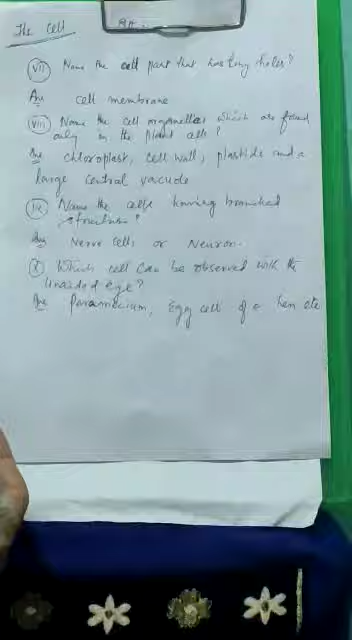 The Cell
(vii) Name the cell part that has tiny holes?
Ans cell membrane
(viii) Name the cell organelles which are found
only in the plant cells?
Ans chloroplast, cell wall, plastids and a
large central vacuole
(ix) Name the cells having branched
structures?
Ans Nerve cells or Neuron.
(x) Which cell can be observed with the
unaided eye?
Ans Paramecium, Egg cell of a hen etc